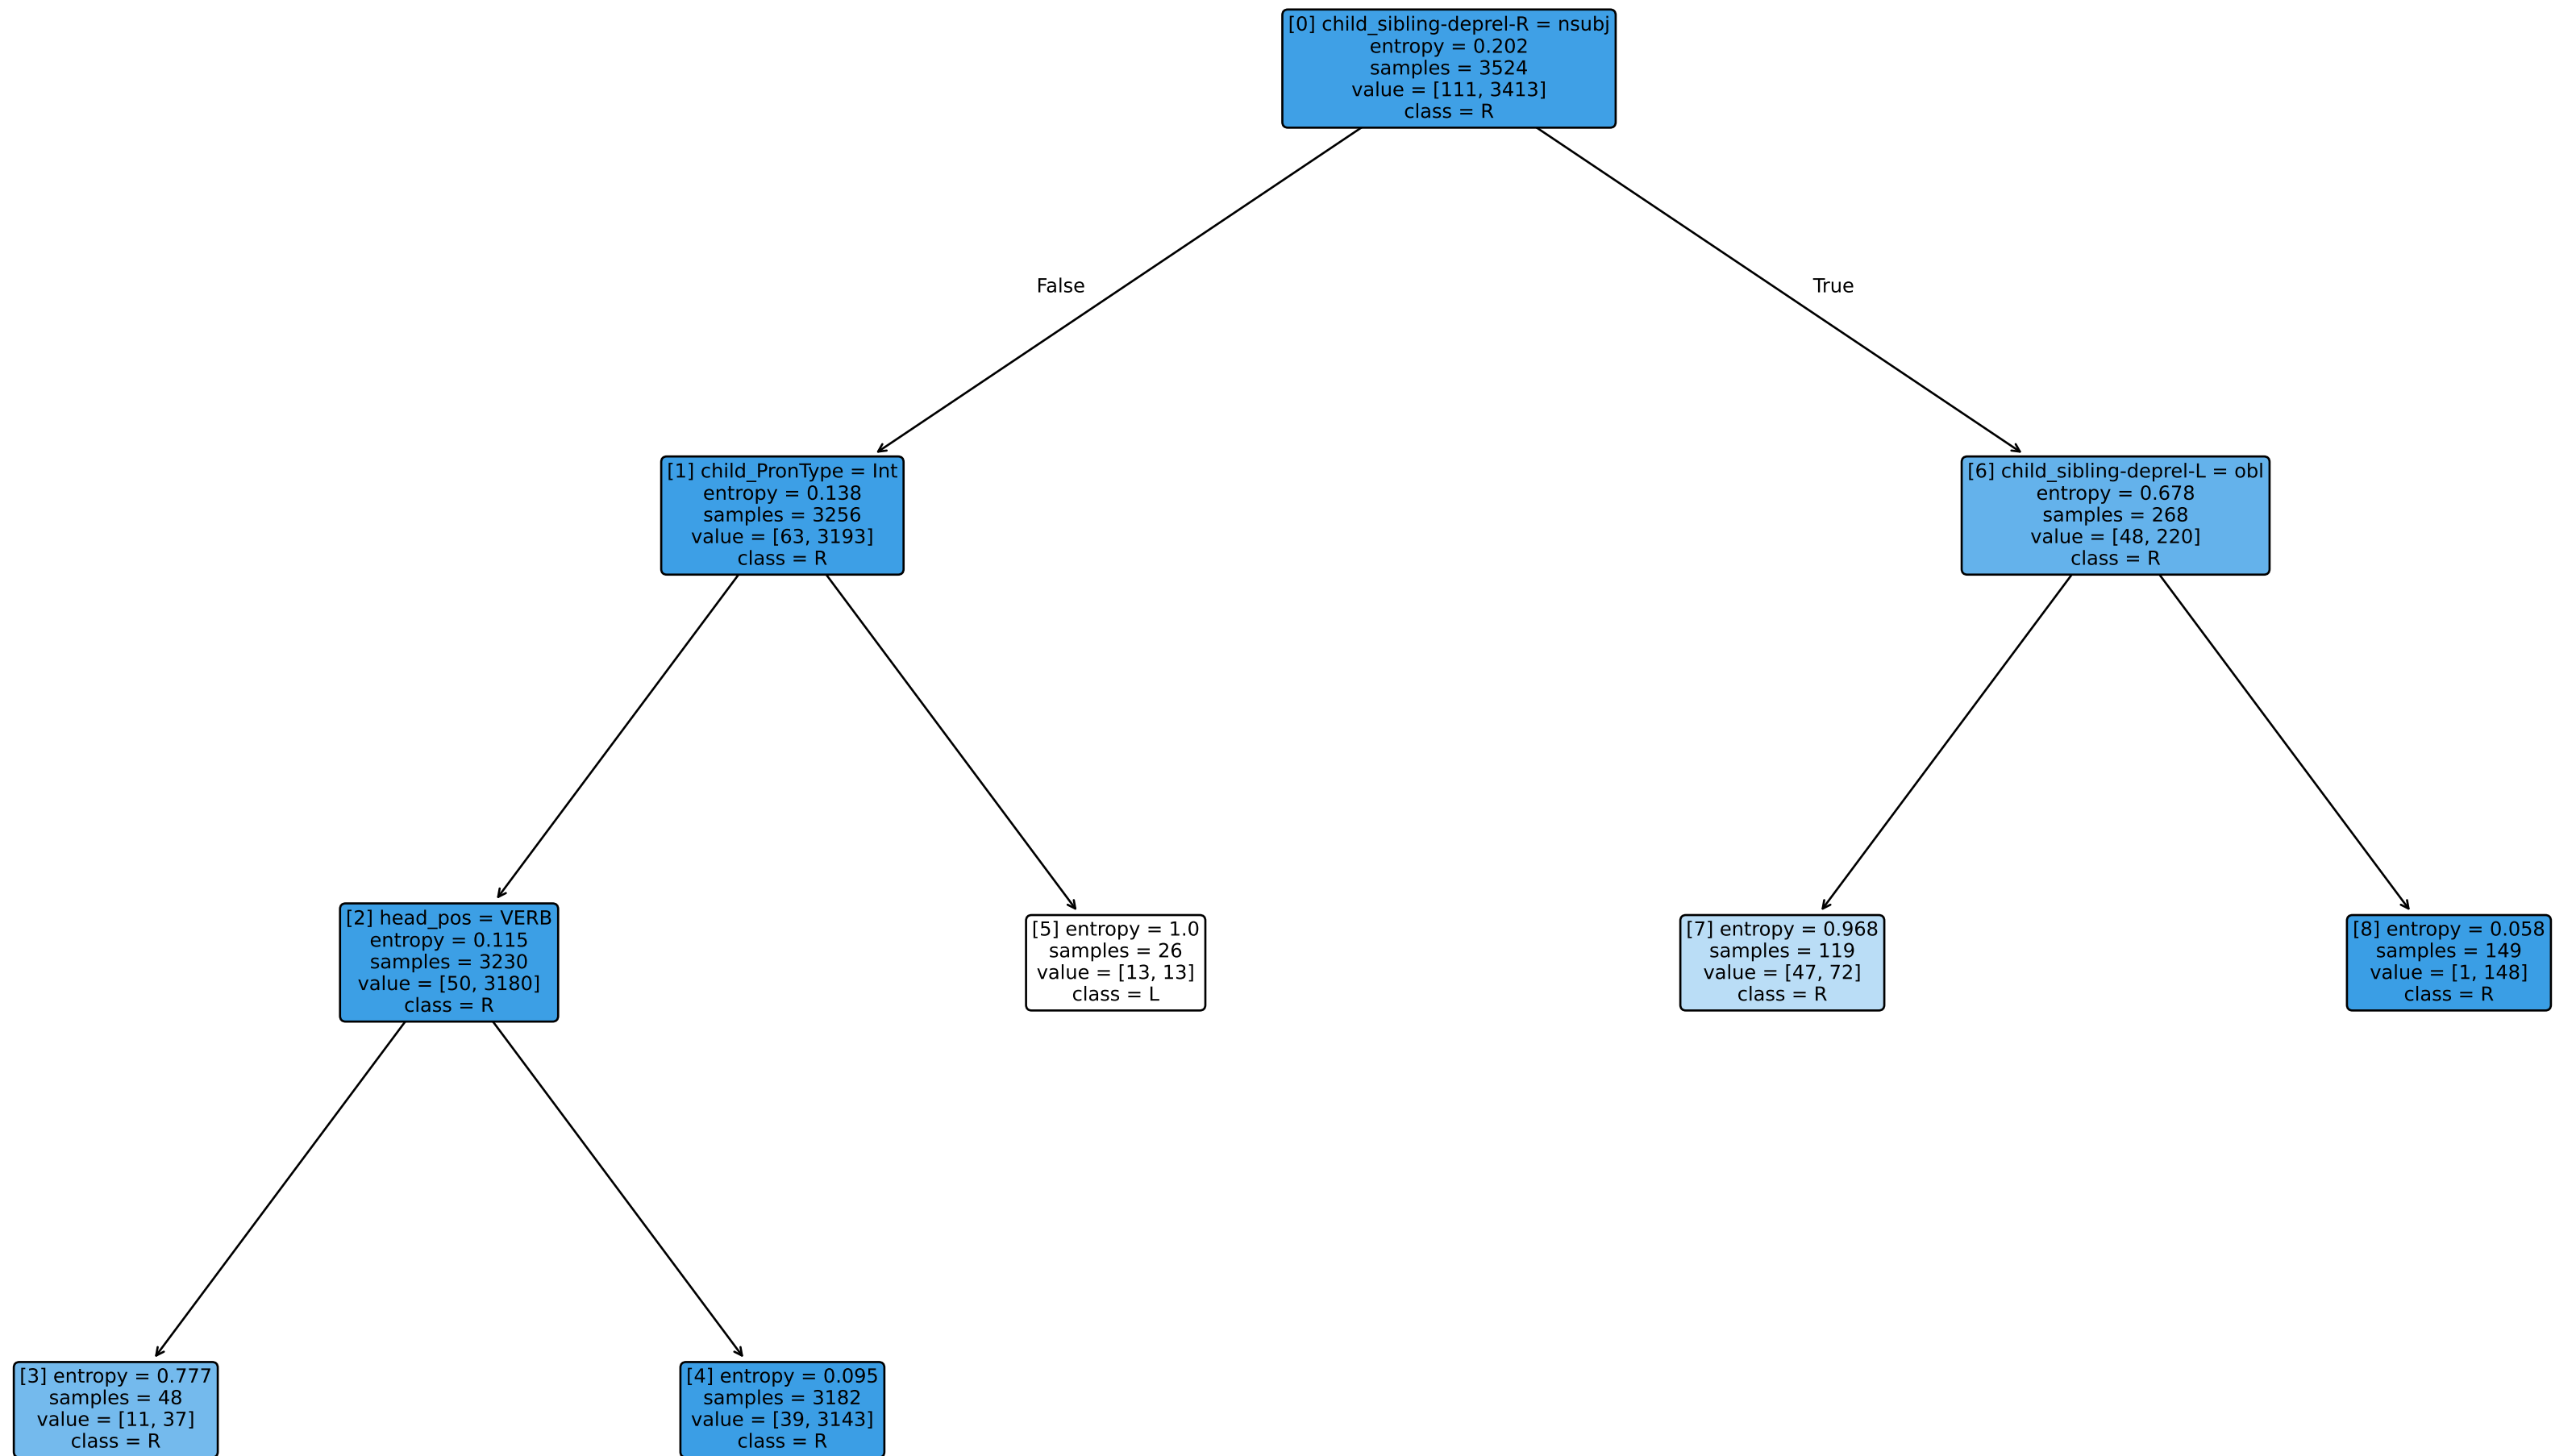 [0] child_sibling-deprel-R = nsubj
entropy = 0.202
samples = 3524
value = [111, 3413]
class = R
False
True
[1] child_PronType = Int
entropy = 0.138
samples = 3256
value = [63, 3193]
class = R
[6] child_sibling-deprel-L = obl
entropy = 0.678
samples = 268
value = [48, 220]
class = R
[2] head_pos = VERB
entropy = 0.115
samples = 3230
value = [50, 3180]
class = R
[5] entropy = 1.0
samples = 26
value = [13, 13]
class = L
[7] entropy = 0.968
samples = 119
value = [47, 72]
class = R
[8] entropy = 0.058
samples = 149
value = [1, 148]
class = R
[3] entropy = 0.777
samples = 48
value = [11, 37]
class = R
[4] entropy = 0.095
samples = 3182
value = [39, 3143]
class = R